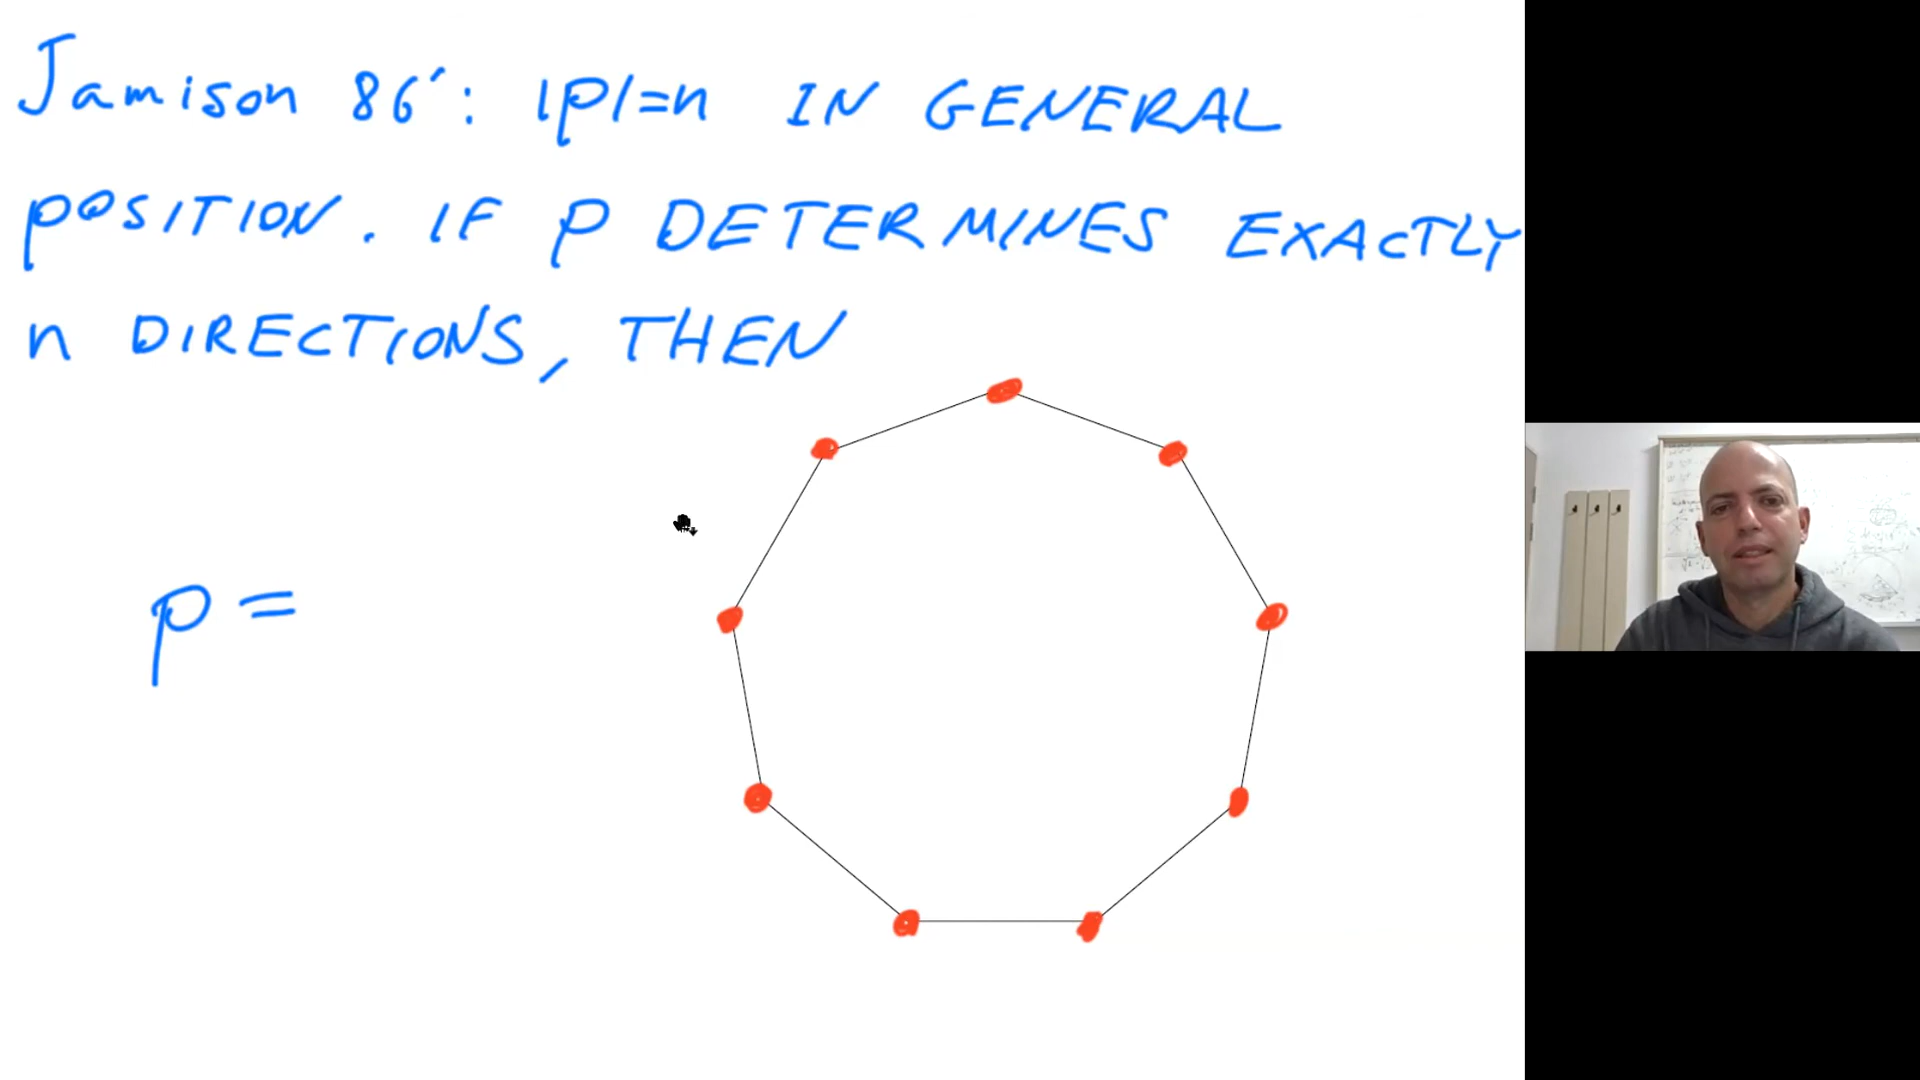 Jamison 86': |P|=n IN GENERAL
POSITION. IF P DETERMINES EXACTLY
n DIRECTIONS, THEN
P =